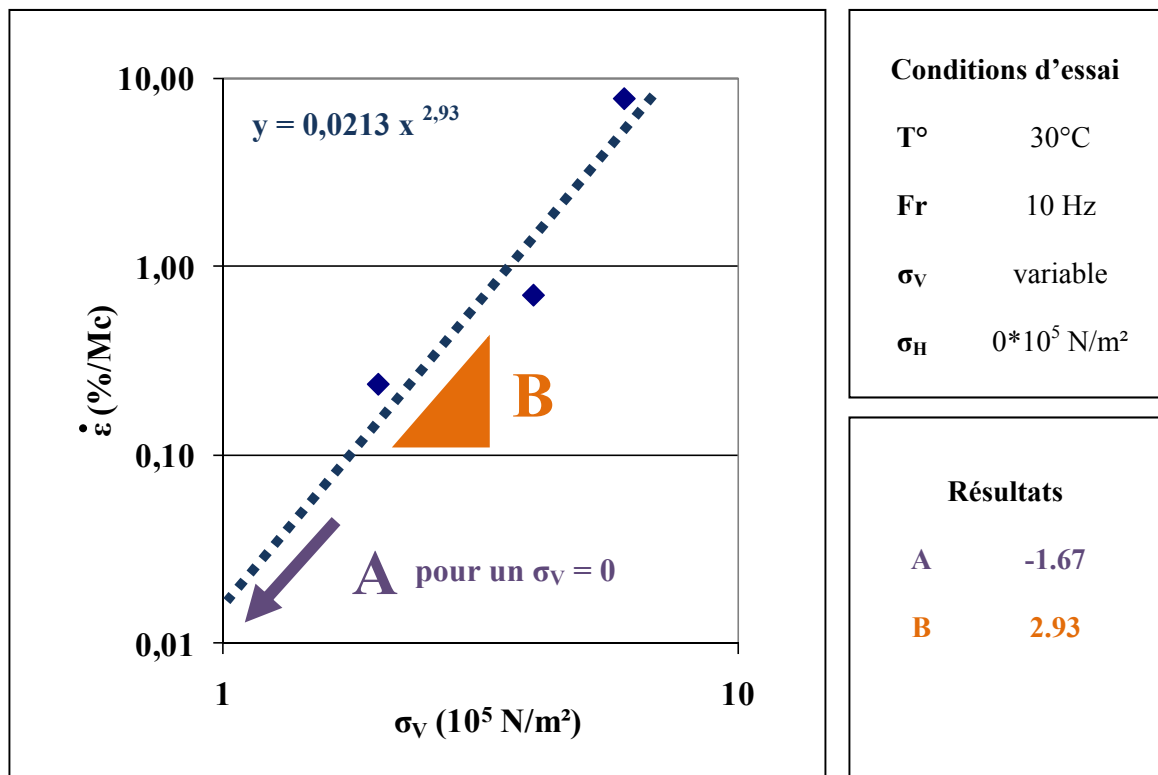 10,00
1,00
0,10
0,01
ε̇ (%/Mc)
y = 0,0213 x ^2,93
B
A pour un σV = 0
1 10
σV (10⁵ N/m²)
Conditions d’essai
T° 30°C
Fr 10 Hz
σV variable
σH 0*10⁵ N/m²
Résultats
A -1.67
B 2.93